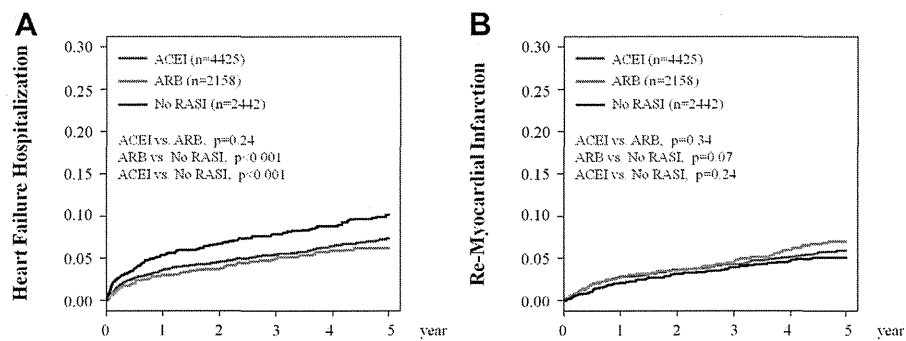 A
Heart Failure Hospitalization
0.30
0.25
0.20
0.15
0.10
0.05
0.00
ACEI (n=4425)
ARB (n=2158)
No RASI (n=2442)
ACEI vs. ARB, p=0.24
ARB vs. No RASI, p<0.001
ACEI vs. No RASI, p<0.001
0 1 2 3 4 5 year
B
Re-Myocardial Infarction
0.30
0.25
0.20
0.15
0.10
0.05
0.00
ACEI (n=4425)
ARB (n=2158)
No RASI (n=2442)
ACEI vs. ARB, p=0.34
ARB vs. No RASI, p=0.07
ACEI vs. No RASI, p=0.24
0 1 2 3 4 5 year